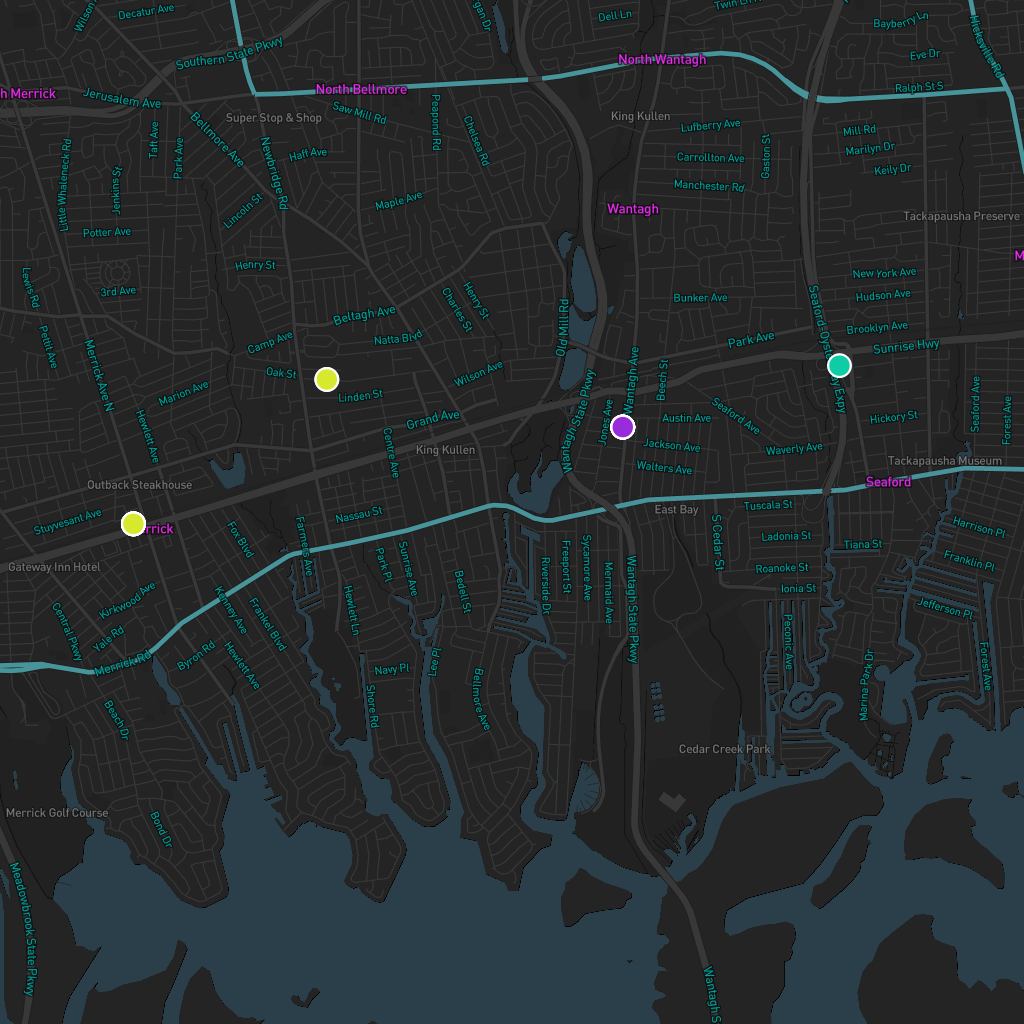 Decatur Ave
Dell Ln
Bayberry Ln
Southern State Pkwy
North Wantagh
Eve Dr
Hicksville Rd
North Bellmore
Ralph St S
h Merrick
Jerusalem Ave
Saw Mill Rd
Peapond Rd
Super Stop & Shop
King Kullen
Chelsea Rd
Lufberry Ave
Mill Rd
Bellmore Ave
Taft Ave
Park Ave
Gaston St
Marilyn Dr
Haff Ave
Carrollton Ave
Newbridge Rd
Kelly Dr
Little Whaleneck Rd
Jenkins St
Manchester Rd
Maple Ave
Lincoln St
Wantagh
Tackapausha Preserve
Potter Ave
Henry St
M
New York Ave
Lewis Rd
3rd Ave
Henry St
Charles St
Bunker Ave
Hudson Ave
Beltagh Ave
Old Mill Rd
Brooklyn Ave
Pettit Ave
Camp Ave
Natta Blvd
Park Ave
Sunrise Hwy
Merrick Ave N
Oak St
Wilson Ave
Wantagh Ave
Beech St
Marion Ave
Linden St
Wantagh State Pkwy
Seaford Ave
Forest Ave
Hewlett Ave
Grand Ave
Jones Ave
Austin Ave
Seaford Ave
Hickory St
Centre Ave
King Kullen
Jackson Ave
Waverly Ave
Walters Ave
Tackapausha Museum
Outback Steakhouse
Seaford
Stuyvesant Ave
rrick
Nassau St
East Bay
Tuscala St
Fox Blvd
Farmers Ave
S Cedar St
Ladonia St
Tiana St
Harrison Pl
Gateway Inn Hotel
Park Pl
Sunrise Ave
Riverside Dr
Freeport St
Sycamore Ave
Mermaid Ave
Wantagh State Pkwy
Roanoke St
Franklin Pl
Kirkwood Ave
Bedell St
Ionia St
Central Pkwy
Kenney Ave
Frankel Blvd
Hewlett Ln
Jefferson Pl
Yale Rd
Merrick Rd
Byron Rd
Hewlett Ave
Navy Pl
Lee Pl
Peconic Ave
Forest Ave
Shore Rd
Bellmore Ave
Marina Park Dr
Beach Dr
Cedar Creek Park
Merrick Golf Course
Bond Dr
Meadowbrook State Pkwy
Wantagh S